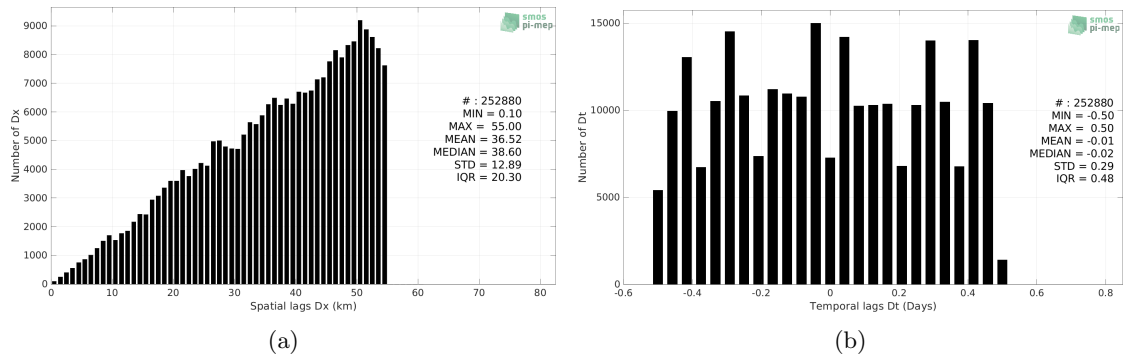 9000
8000
7000
6000
5000
4000
3000
2000
1000
0
Number of Dx
smos
pi-mep
# : 252880
MIN = 0.10
MAX = 55.00
MEAN = 36.52
MEDIAN = 38.60
STD = 12.89
IQR = 20.30
0 10 20 30 40 50 60 70 80
Spatial lags Dx (km)
(a)
15000
10000
5000
0
Number of Dt
smos
pi-mep
# : 252880
MIN = -0.50
MAX = 0.50
MEAN = -0.01
MEDIAN = -0.02
STD = 0.29
IQR = 0.48
-0.6 -0.4 -0.2 0 0.2 0.4 0.6 0.8
Temporal lags Dt (Days)
(b)